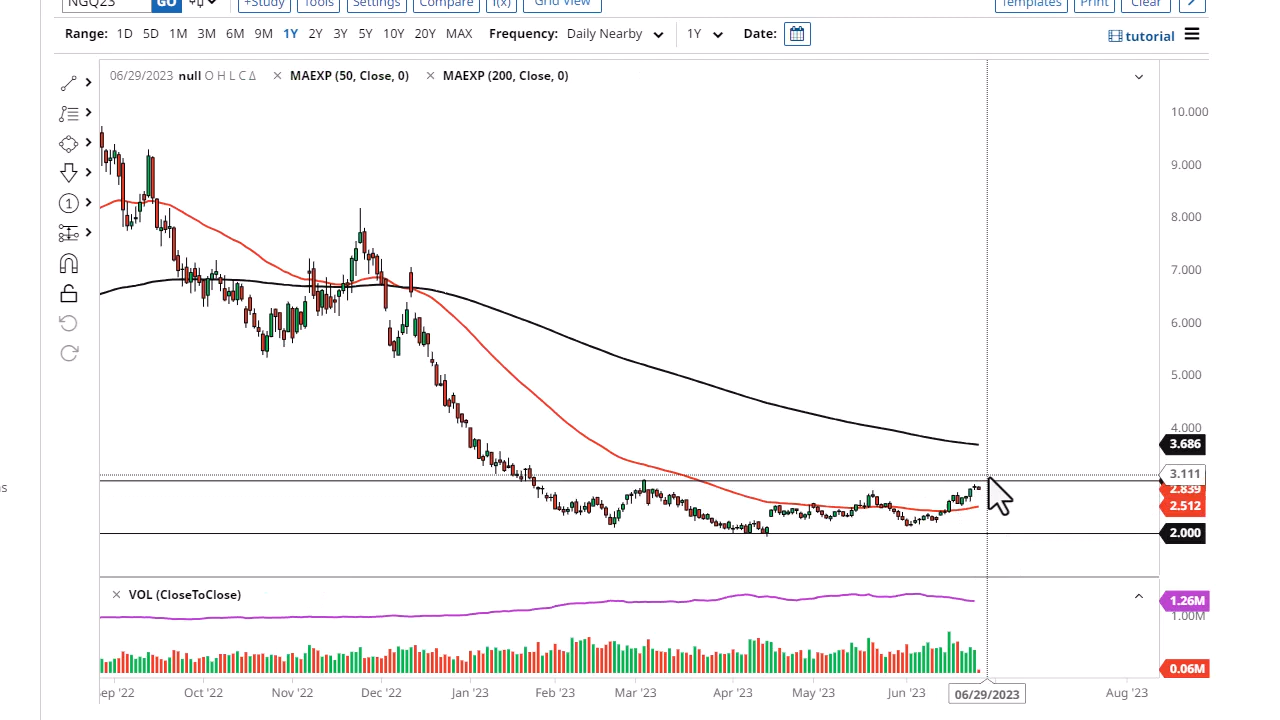 NGQ23 GO +Study Tools Settings Compare f(x) Grid View Templates Print Clear
Range: 1D 5D 1M 3M 6M 9M 1Y 2Y 3Y 5Y 10Y 20Y MAX Frequency: Daily Nearby 1Y Date: tutorial
06/29/2023 null O H L C Δ MAEXP (50, Close, 0) MAEXP (200, Close, 0)
10.000
9.000
8.000
7.000
6.000
5.000
4.000
3.686
3.111
2.839
2.512
2.000
1
VOL (CloseToClose)
1.26M
1.00M
0.06M
ep '22 Oct '22 Nov '22 Dec '22 Jan '23 Feb '23 Mar '23 Apr '23 May '23 Jun '23 06/29/2023 Aug '23